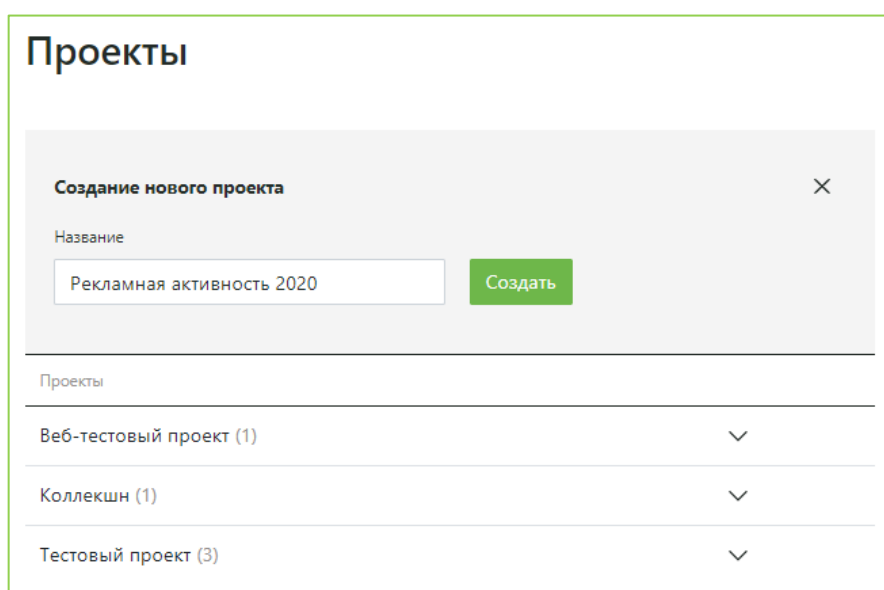 Проекты
Создание нового проекта
Название
Рекламная активность 2020
Создать
Проекты
Веб-тестовый проект (1)
Коллекшн (1)
Тестовый проект (3)